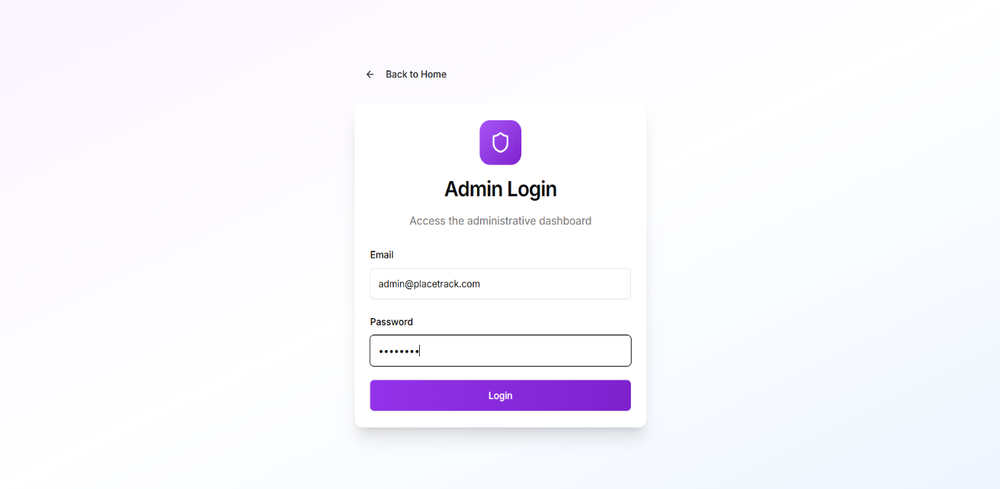 Back to Home
Admin Login
Access the administrative dashboard
Email
admin@placetrack.com
Password
••••••••
Login